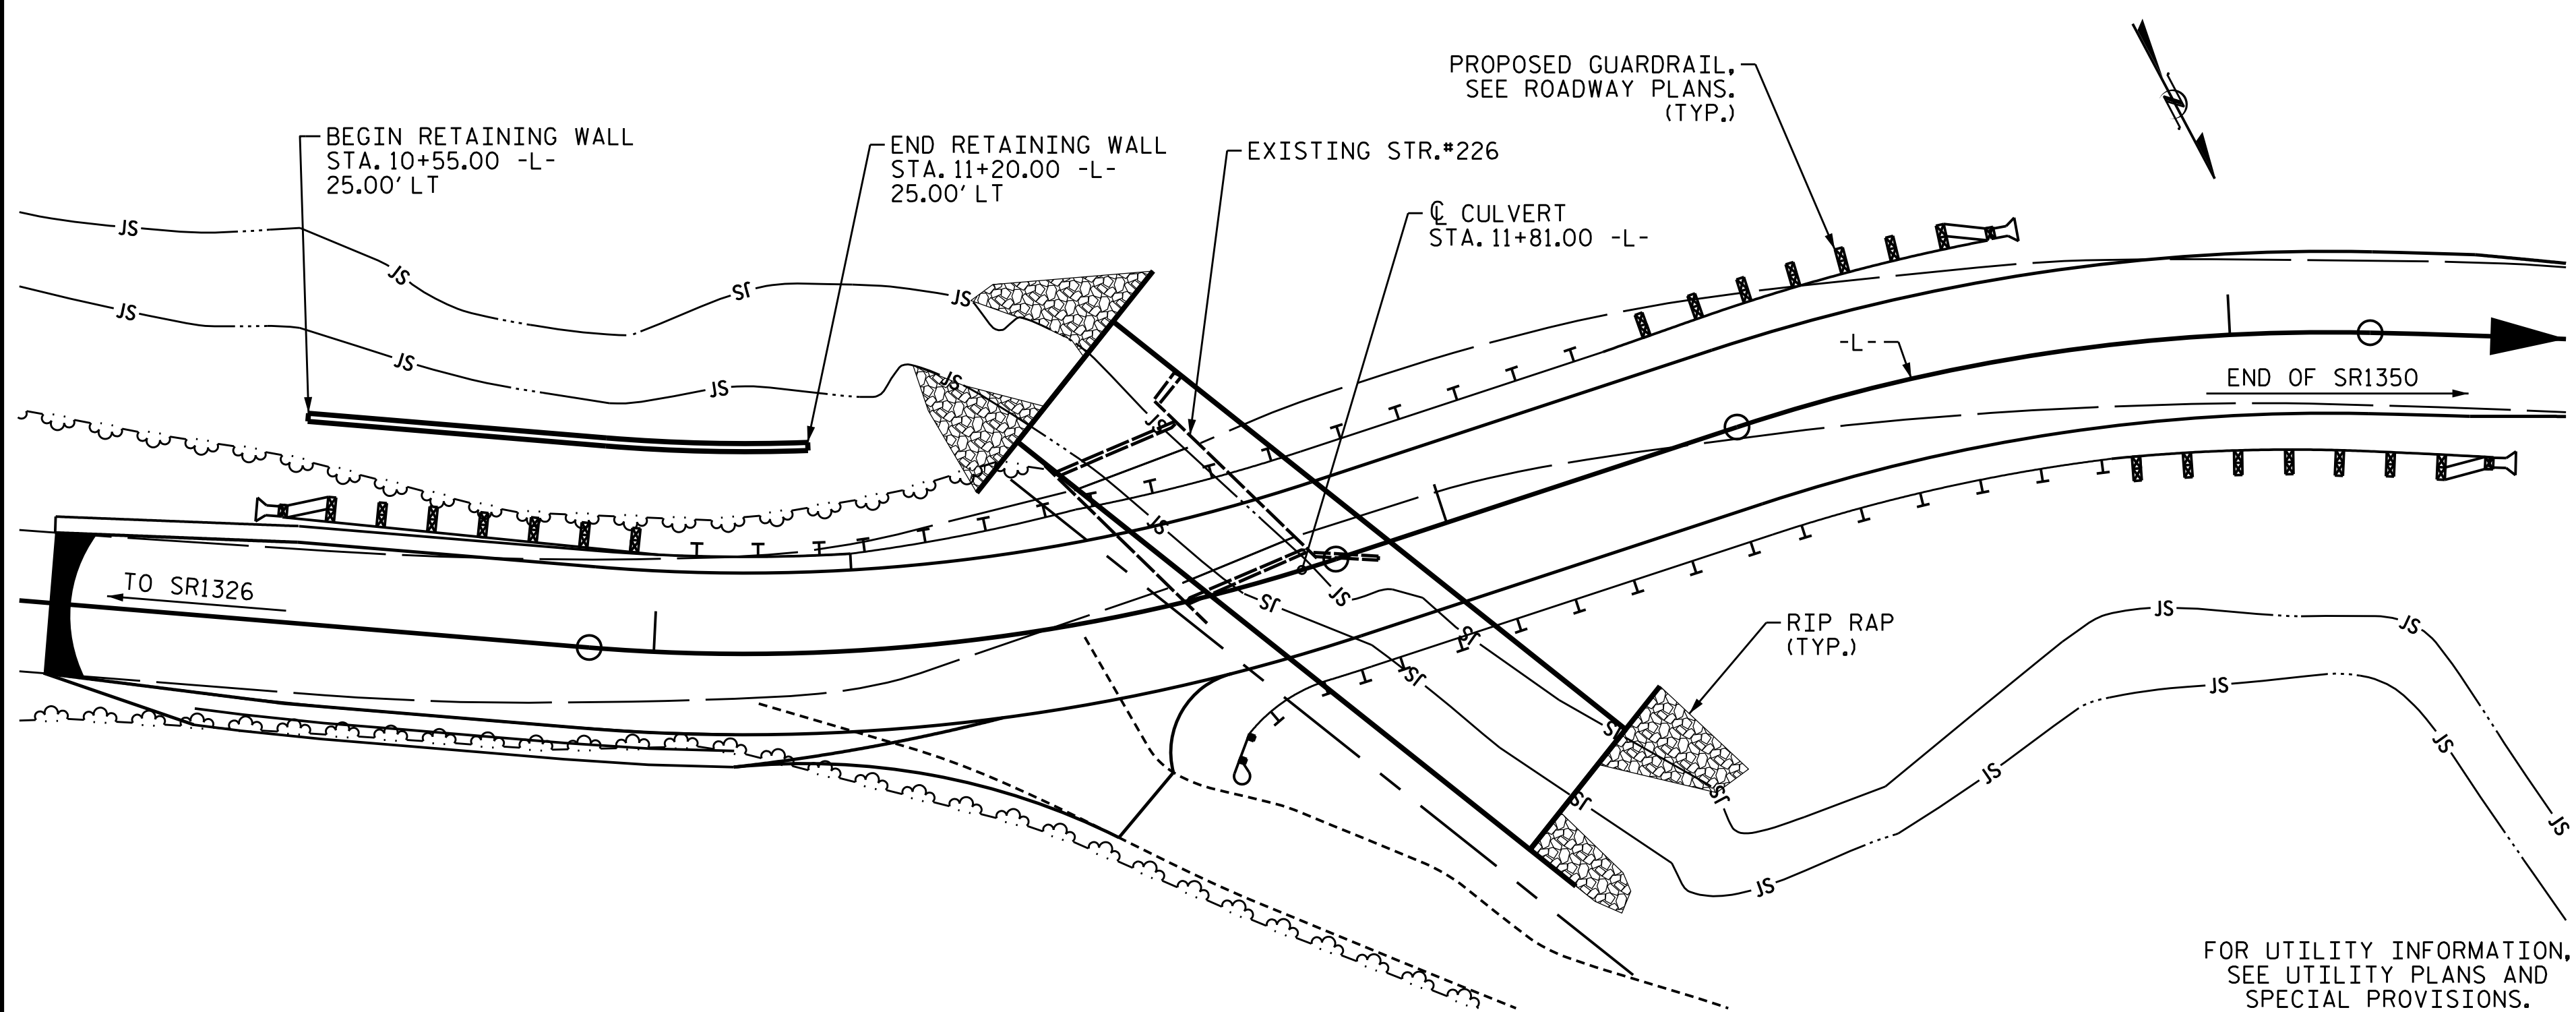 PROPOSED GUARDRAIL,
SEE ROADWAY PLANS.
(TYP.)
BEGIN RETAINING WALL
STA. 10+55.00 -L-
25.00' LT
END RETAINING WALL
STA. 11+20.00 -L-
25.00' LT
EXISTING STR.#226
℄ CULVERT
STA. 11+81.00 -L-
N
JS
JS
JS
JS
JS
JS
JS
JS
JS
-L-
END OF SR1350
JS
JS
TO SR1326
JS
JS
JS
JS
RIP RAP
(TYP.)
JS
JS
JS
JS
JS
JS
JS
JS
JS
JS
FOR UTILITY INFORMATION,
SEE UTILITY PLANS AND
SPECIAL PROVISIONS.